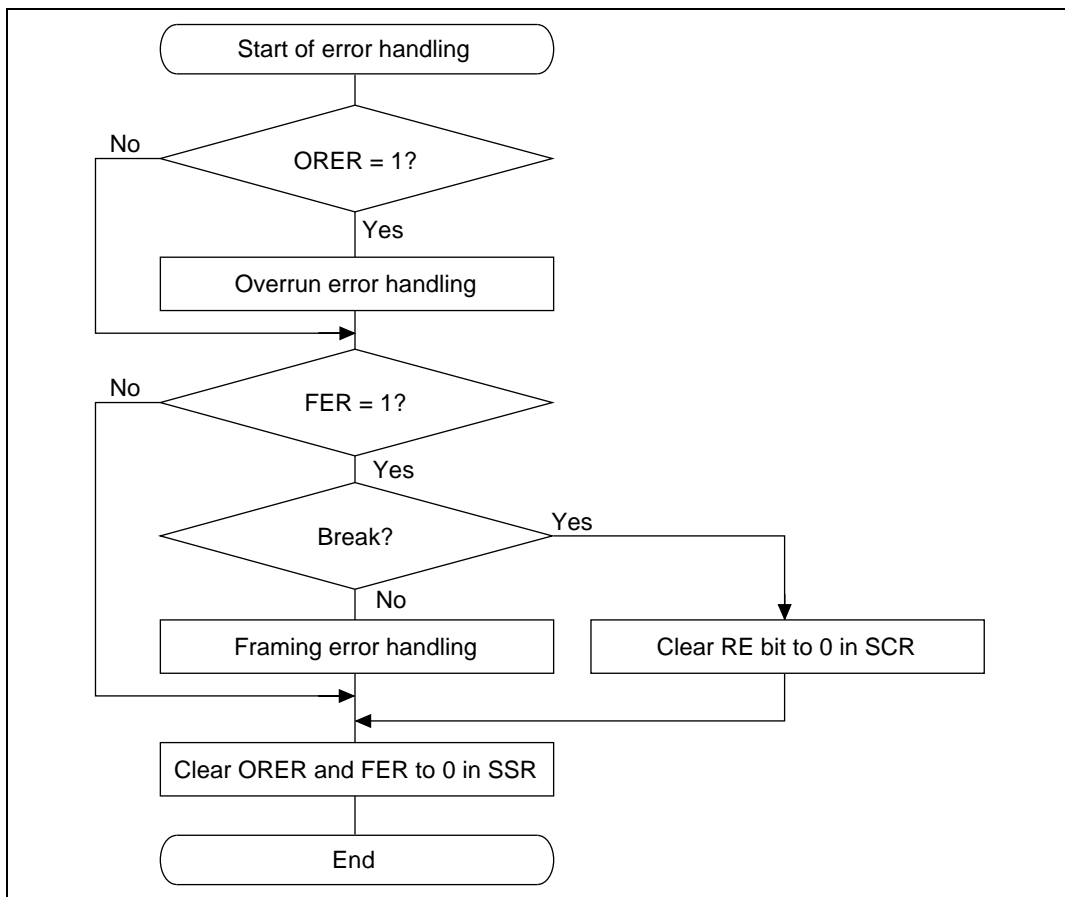 Start of error handling
No
ORER = 1?
Yes
Overrun error handling
No
FER = 1?
Yes
Break?
Yes
No
Framing error handling
Clear RE bit to 0 in SCR
Clear ORER and FER to 0 in SSR
End